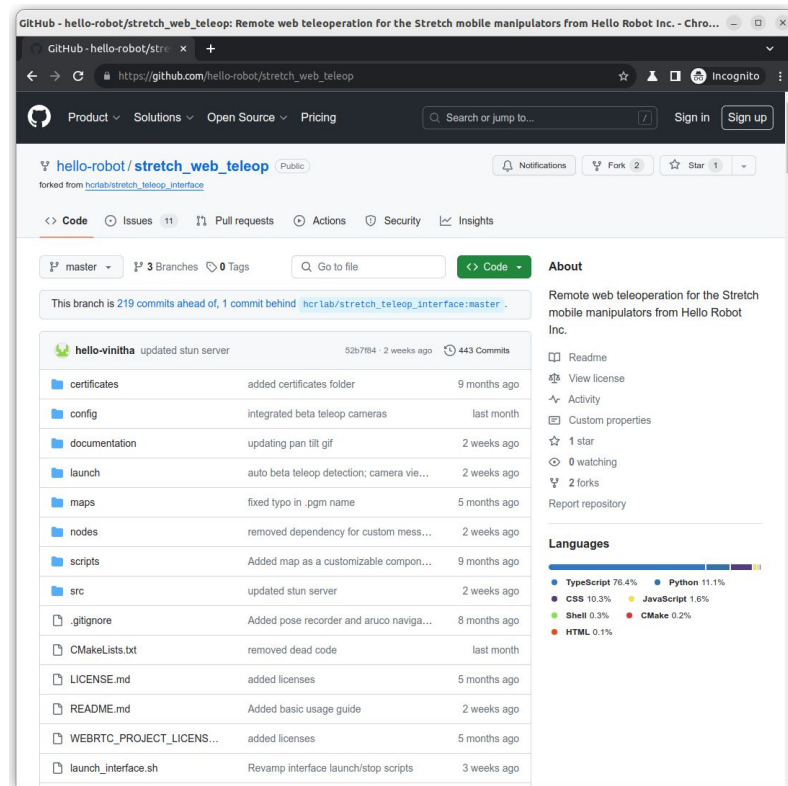 GitHub - hello-robot/stretch_web_teleop: Remote web teleoperation for the Stretch mobile manipulators from Hello Robot Inc. - Chro...
GitHub - hello-robot/stre
https://github.com/hello-robot/stretch_web_teleop
Incognito
Product Solutions Open Source Pricing Search or jump to... / Sign in Sign up
hello-robot / stretch_web_teleop Public Notifications Fork 2 Star 1
forked from hcrlab/stretch_teleop_interface
<> Code Issues 11 Pull requests Actions Security Insights
master 3 Branches 0 Tags Go to file <> Code About
This branch is 219 commits ahead of, 1 commit behind hcrlab/stretch_teleop_interface:master .
Remote web teleoperation for the Stretch
mobile manipulators from Hello Robot
Inc.
hello-vinitha updated stun server 52b7f84 · 2 weeks ago 443 Commits
certificates added certificates folder 9 months ago
config integrated beta teleop cameras last month
documentation updating pan tilt gif 2 weeks ago
launch auto beta teleop detection; camera vie... 2 weeks ago
maps fixed typo in .pgm name 5 months ago
nodes removed dependency for custom mess... 2 weeks ago
scripts Added map as a customizable compon... 9 months ago
src updated stun server 2 weeks ago
.gitignore Added pose recorder and aruco naviga... 8 months ago
CMakeLists.txt removed dead code last month
LICENSE.md added licenses 5 months ago
README.md Added basic usage guide 2 weeks ago
WEBRTC_PROJECT_LICENS... added licenses 5 months ago
launch_interface.sh Revamp interface launch/stop scripts 3 weeks ago
Readme
View license
Activity
Custom properties
1 star
0 watching
2 forks
Report repository
Languages
TypeScript 76.4% Python 11.1%
CSS 10.3% JavaScript 1.6%
Shell 0.3% CMake 0.2%
HTML 0.1%